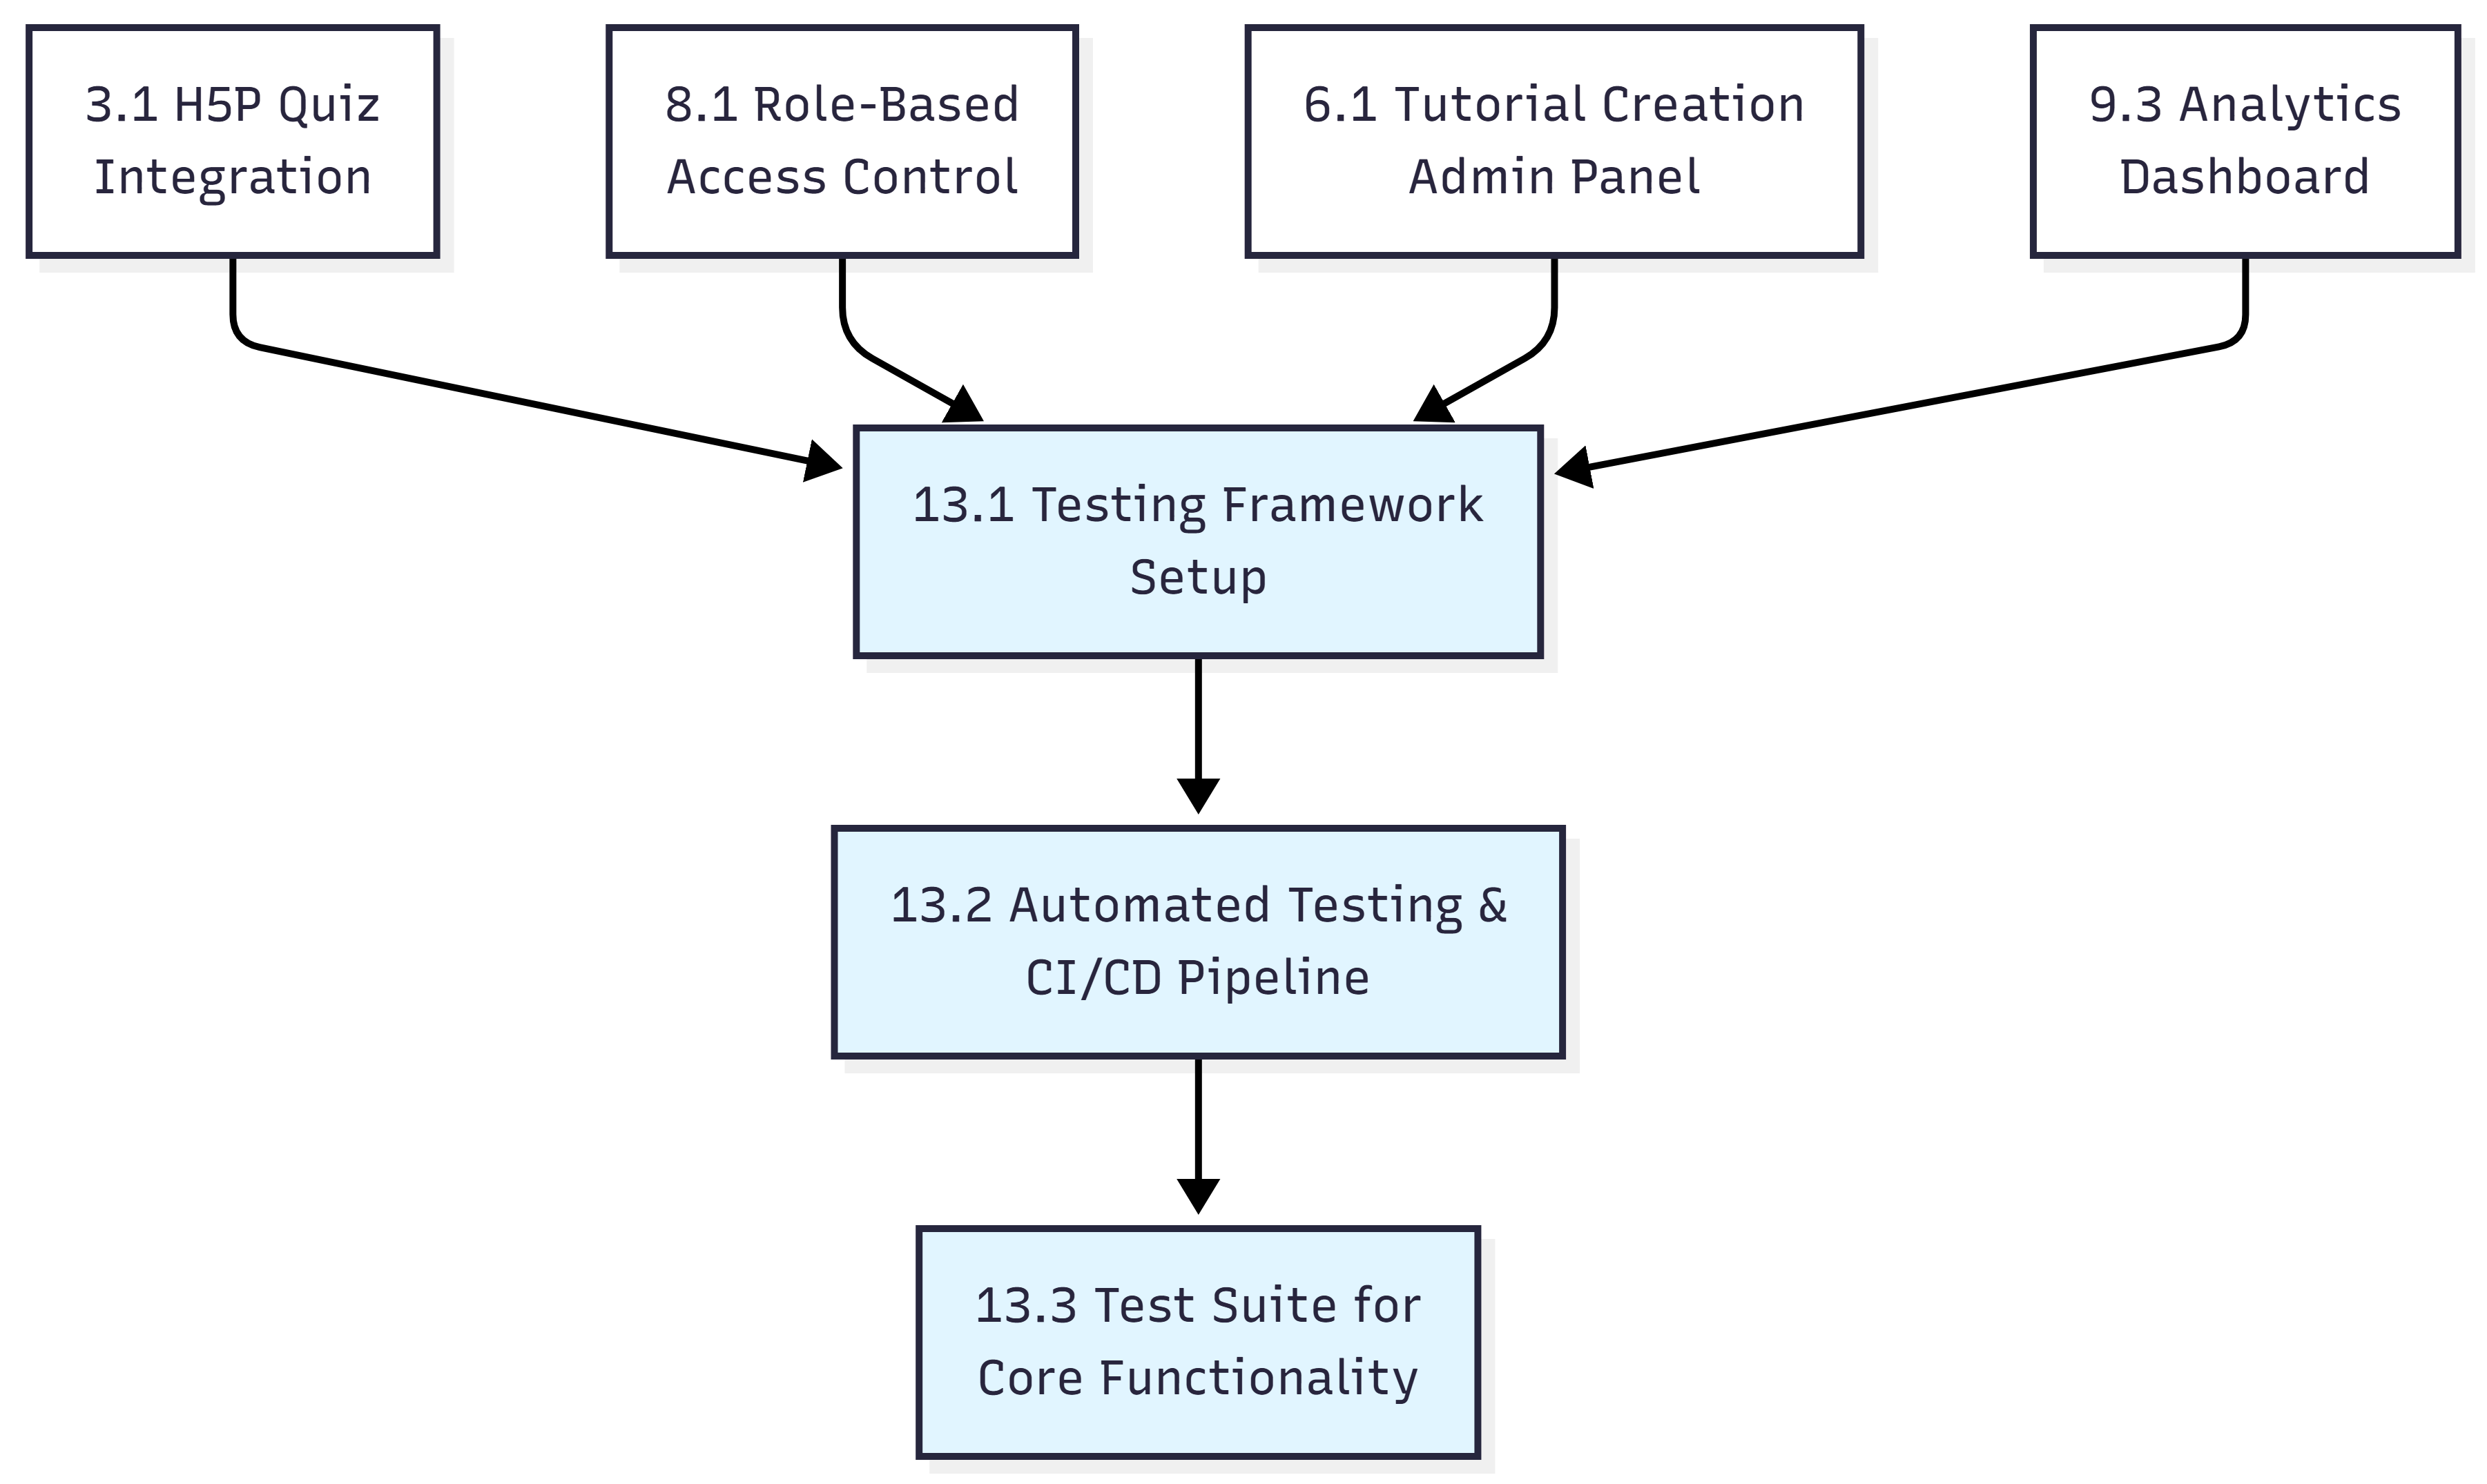 3.1 H5P Quiz
Integration
8.1 Role-Based
Access Control
6.1 Tutorial Creation
Admin Panel
9.3 Analytics
Dashboard
13.1 Testing Framework
Setup
13.2 Automated Testing &
CI/CD Pipeline
13.3 Test Suite for
Core Functionality